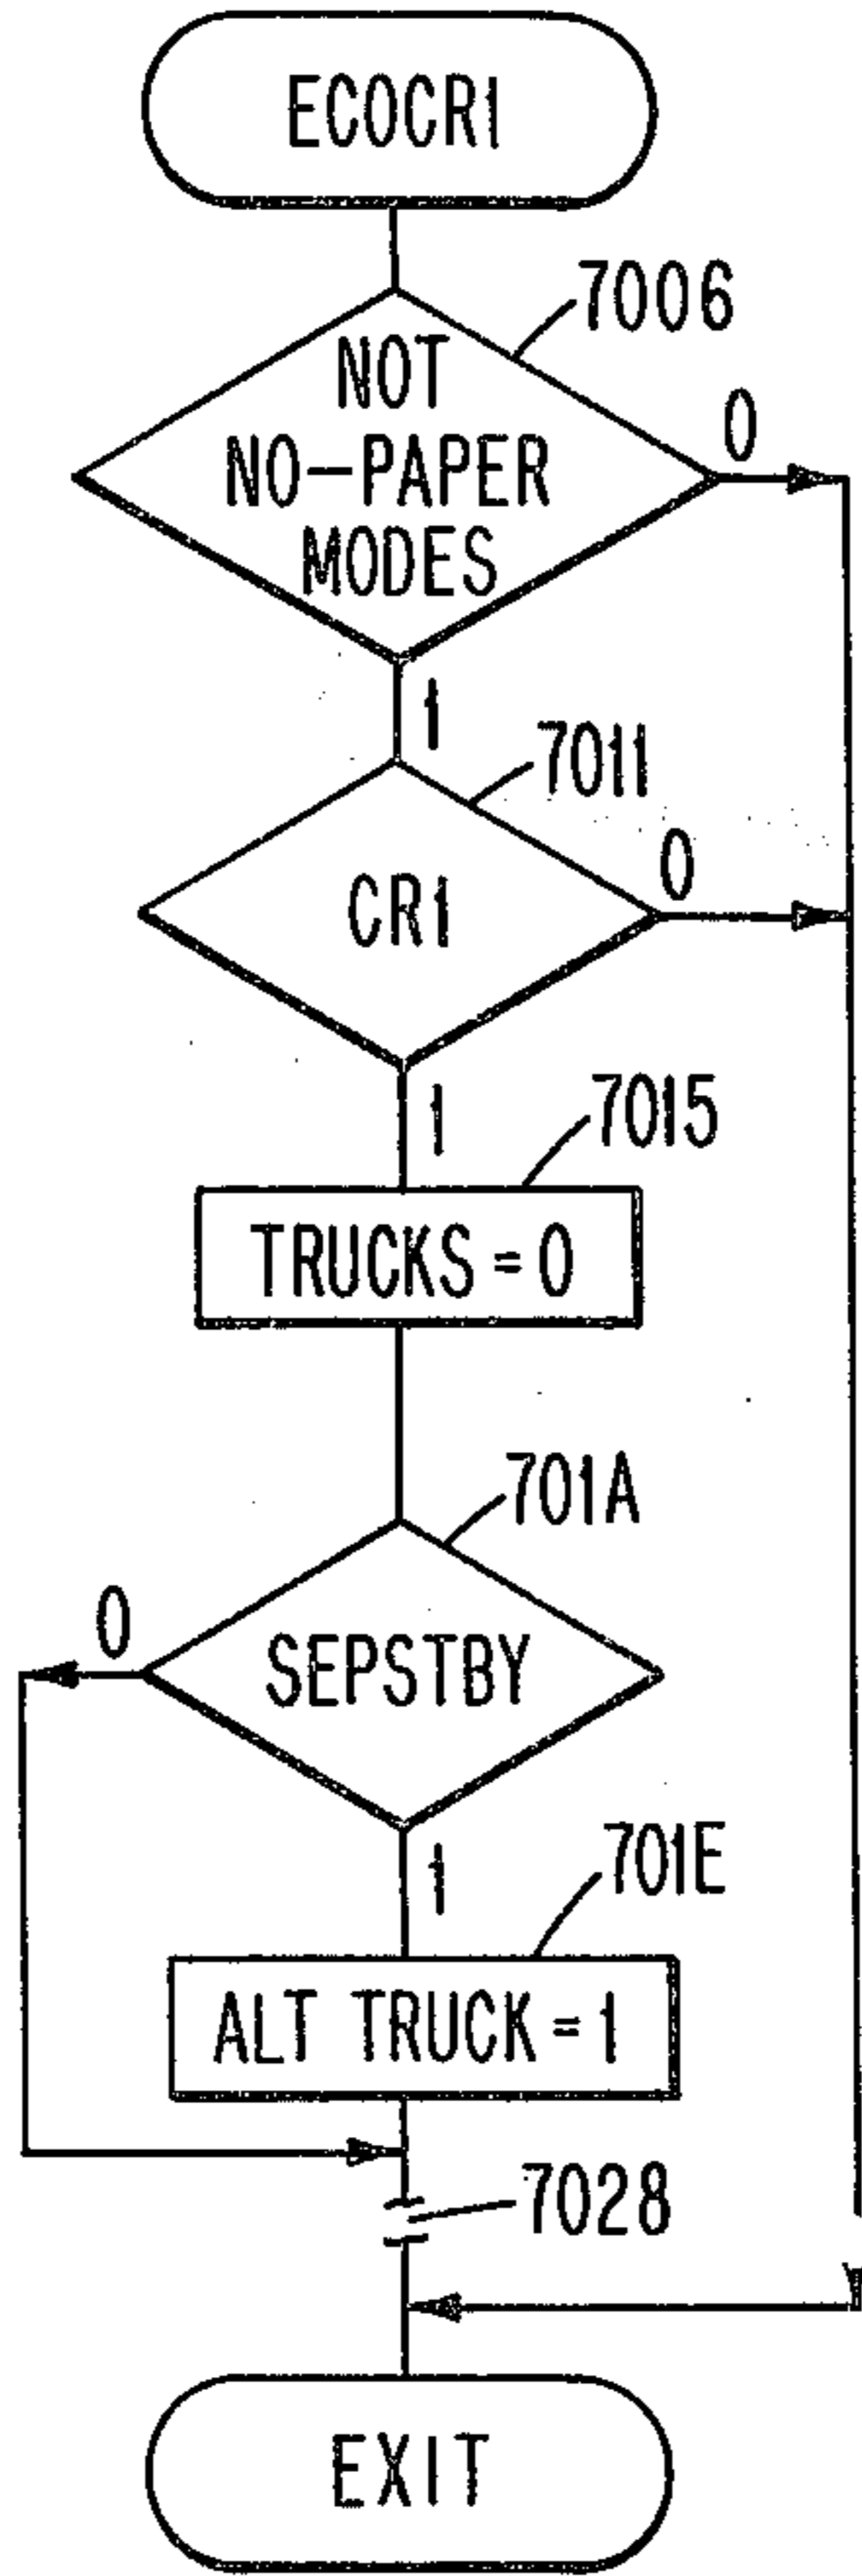 ECOCR1
7006
NOT
NO-PAPER
MODES
0
1
7011
CR1
0
1
7015
TRUCKS = 0
701A
0
SEPSTBY
1
701E
ALT TRUCK = 1
7028
EXIT